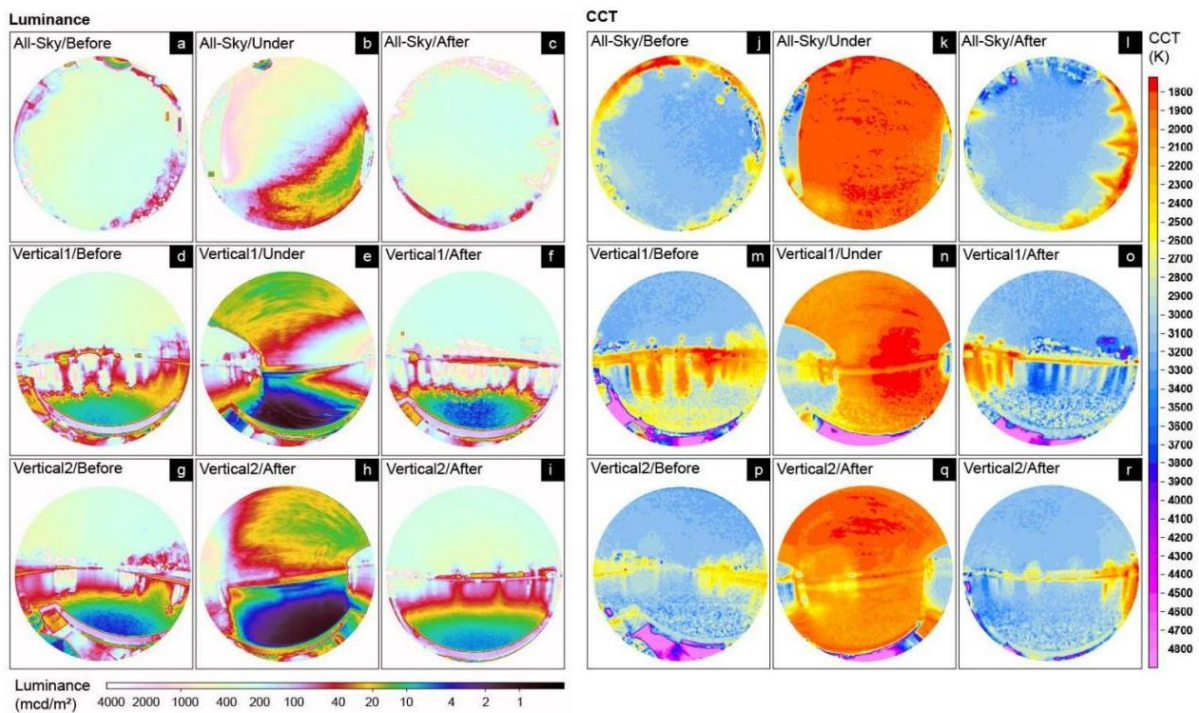 Luminance
All-Sky/Before a
All-Sky/Under b
All-Sky/After c
Vertical1/Before d
Vertical1/Under e
Vertical1/After f
Vertical2/Before g
Vertical2/After h
Vertical2/After i
Luminance
(mcd/m²)
4000 2000 1000 400 200 100 40 20 10 4 2 1
CCT
All-Sky/Before j
All-Sky/Under k
All-Sky/After l
Vertical1/Before m
Vertical1/Under n
Vertical1/After o
Vertical2/Before p
Vertical2/After q
Vertical2/After r
CCT
(K)
1800
1900
2000
2100
2200
2300
2400
2500
2600
2700
2800
2900
3000
3100
3200
3300
3400
3500
3600
3700
3800
3900
4000
4100
4200
4300
4400
4500
4600
4700
4800